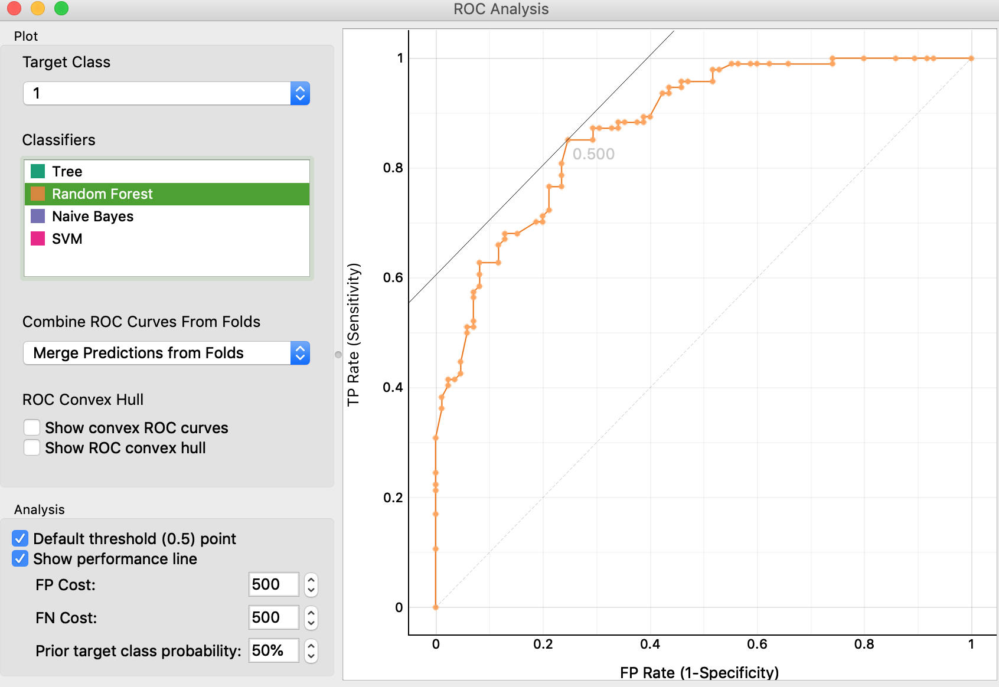 ROC Analysis
Plot
Target Class
1
Classifiers
Tree
Random Forest
Naive Bayes
SVM
Combine ROC Curves From Folds
Merge Predictions from Folds
ROC Convex Hull
Show convex ROC curves
Show ROC convex hull
Analysis
Default threshold (0.5) point
Show performance line
FP Cost: 500
FN Cost: 500
Prior target class probability: 50%
TP Rate (Sensitivity)
1
0.8
0.6
0.4
0.2
0
0.500
0 0.2 0.4 0.6 0.8 1
FP Rate (1-Specificity)